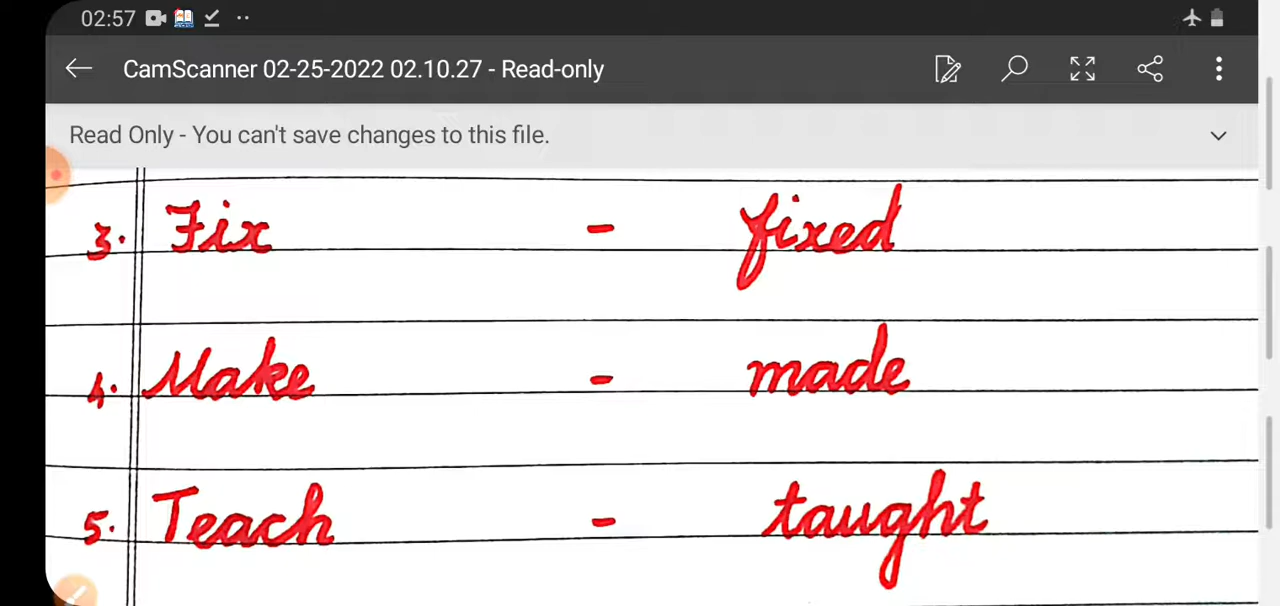 02:57
CamScanner 02-25-2022 02.10.27 - Read-only
Read Only - You can't save changes to this file.
3. Fix - fixed
4. Make - made
5. Teach - taught